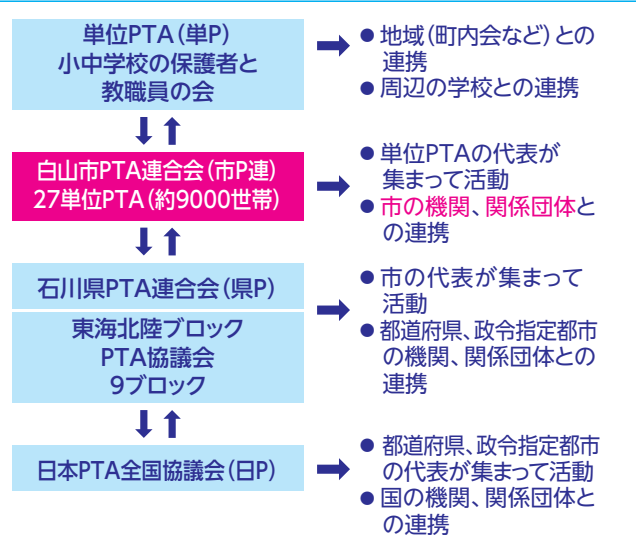 単位PTA(単P)
小中学校の保護者と
教職員の会
● 地域(町内会など)との
連携
● 周辺の学校との連携
白山市PTA連合会(市P連)
27単位PTA(約9000世帯)
● 単位PTAの代表が
集まって活動
● 市の機関、関係団体と
の連携
石川県PTA連合会(県P)
東海北陸ブロック
PTA協議会
9ブロック
● 市の代表が集まって
活動
● 都道府県、政令指定都市
の機関、関係団体との
連携
日本PTA全国協議会(日P)
● 都道府県、政令指定都市
の代表が集まって活動
● 国の機関、関係団体と
の連携